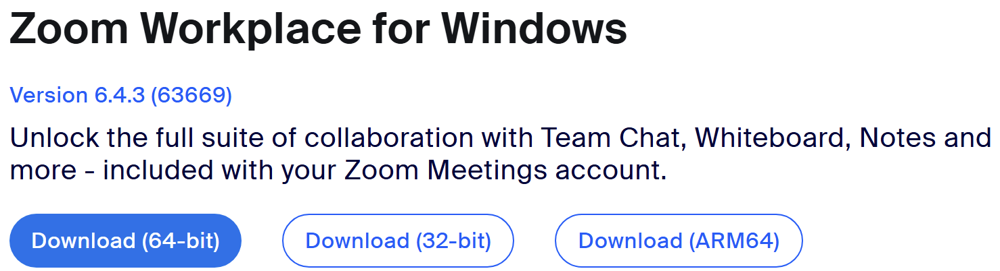 Zoom Workplace for Windows
Version 6.4.3 (63669)
Unlock the full suite of collaboration with Team Chat, Whiteboard, Notes and
more - included with your Zoom Meetings account.
Download (64-bit)
Download (32-bit)
Download (ARM64)